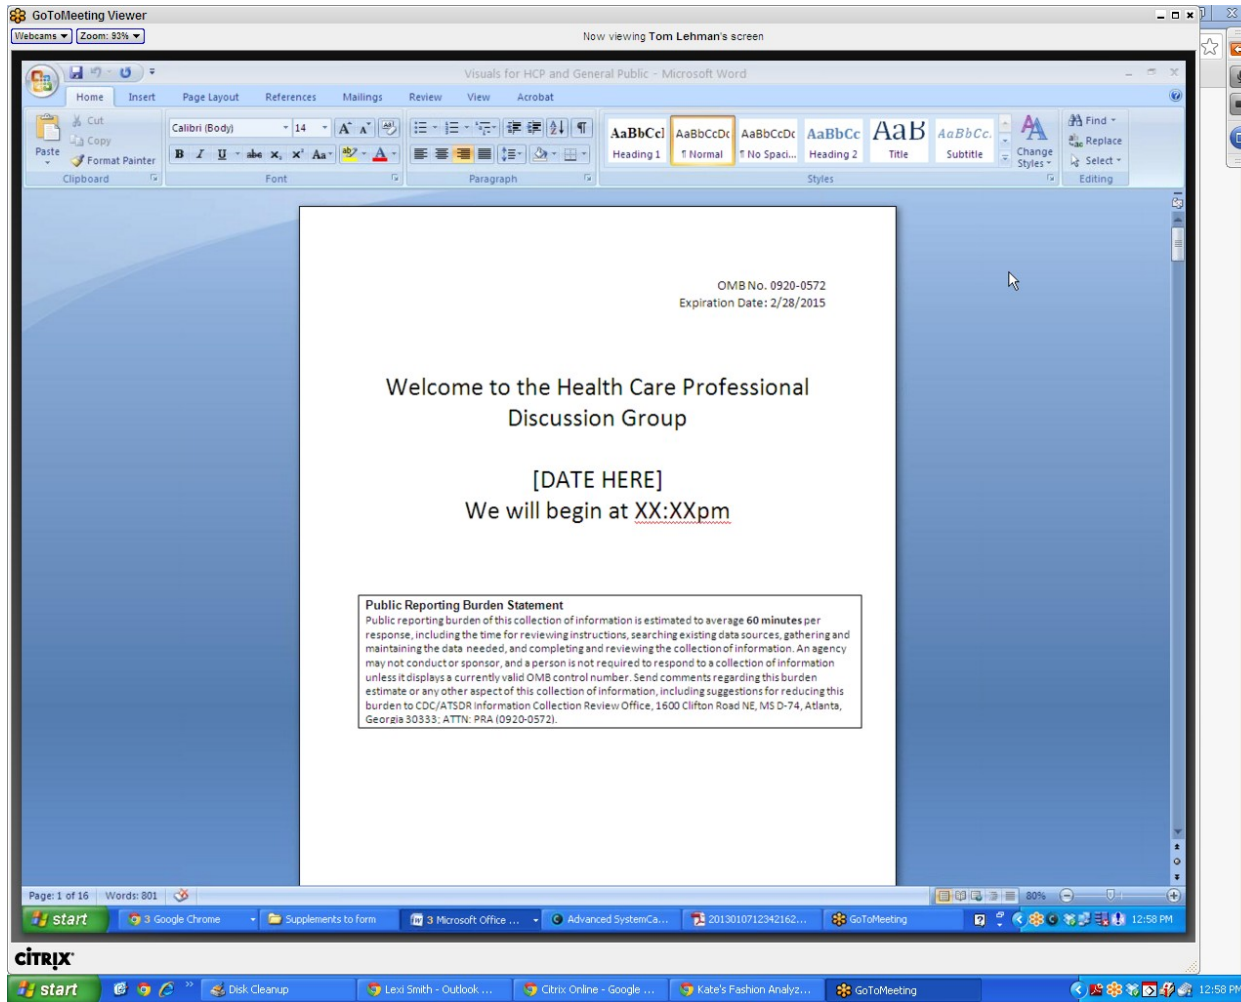 GoToMeeting Viewer
Webcams Zoom: 93% Now viewing Tom Lehman's screen
Visuals for HCP and General Public - Microsoft Word
Home Insert Page Layout References Mailings Review View Acrobat
Cut
Copy
Format Painter
Paste
Clipboard
Calibri (Body) 14
Font
Paragraph
AaBbCcl AaBbCcDc AaBbCcDc AaBbCc AaB AaBbCc.
Heading 1 ¶ Normal ¶ No Spaci... Heading 2 Title Subtitle
Change Styles
Styles
Find
Replace
Select
Editing
OMB No. 0920-0572
Expiration Date: 2/28/2015
Welcome to the Health Care Professional
Discussion Group
[DATE HERE]
We will begin at XX:XXpm
Public Reporting Burden Statement
Public reporting burden of this collection of information is estimated to average 60 minutes per
response, including the time for reviewing instructions, searching existing data sources, gathering and
maintaining the data needed, and completing and reviewing the collection of information. An agency
may not conduct or sponsor, and a person is not required to respond to a collection of information
unless it displays a currently valid OMB control number. Send comments regarding this burden
estimate or any other aspect of this collection of information, including suggestions for reducing this
burden to CDC/ATSDR Information Collection Review Office, 1600 Clifton Road NE, MS D-74, Atlanta,
Georgia 30333; ATTN: PRA (0920-0572).
Page: 1 of 16 Words: 801 80%
start 3 Google Chrome Supplements to form 3 Microsoft Office ... Advanced SystemCa... 2013010712342162... GoToMeeting 12:58 PM
CİTRIX
start Disk Cleanup Lexi Smith - Outlook ... Citrix Online - Google ... Kate's Fashion Analyz... GoToMeeting 12:58 PM